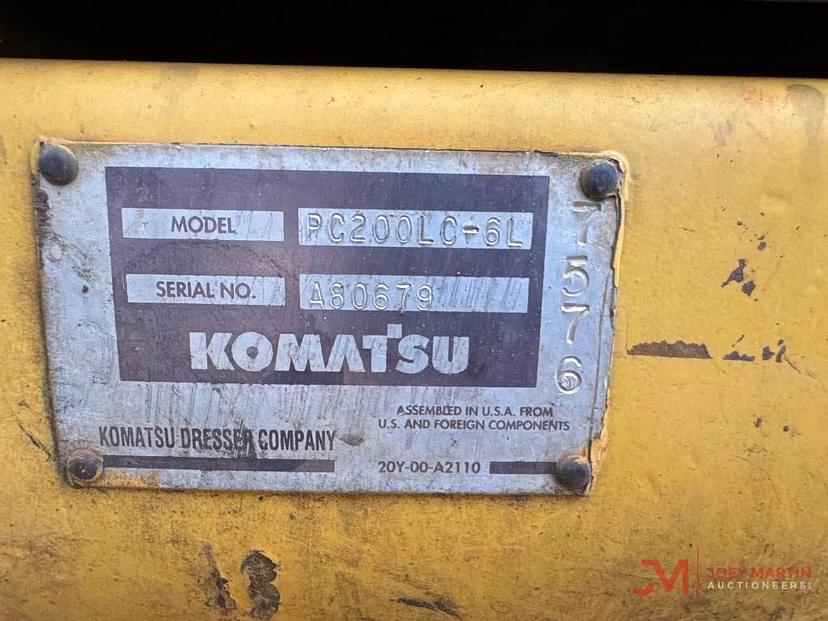 MODEL PC200LC-6L
SERIAL NO. A80679
KOMATSU
7576
ASSEMBLED IN U.S.A. FROM
U.S. AND FOREIGN COMPONENTS
KOMATSU DRESSER COMPANY
20Y-00-A2110
JM JOEY MARTIN
AUCTIONEERS